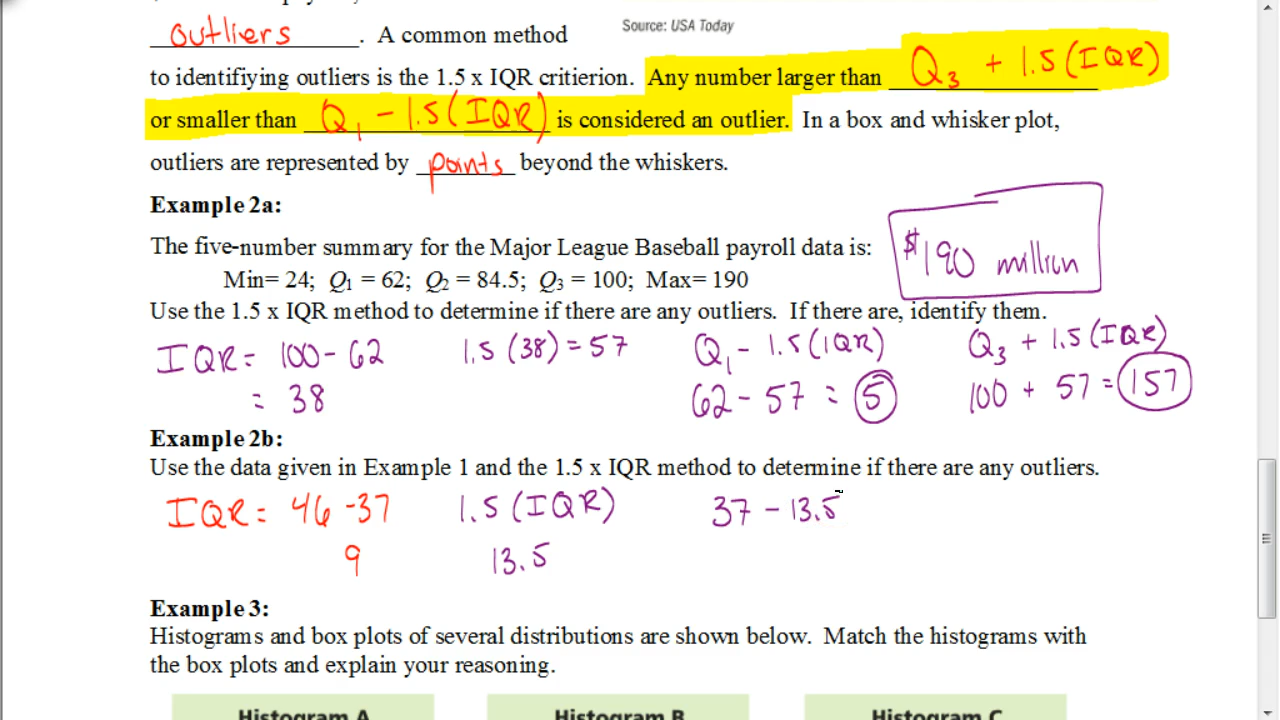 outliers. A common method
Source: USA Today
to identifiying outliers is the 1.5 x IQR critierion. Any number larger than Q3 + 1.5(IQR)
or smaller than Q1 - 1.5(IQR) is considered an outlier. In a box and whisker plot,
outliers are represented by points beyond the whiskers.
Example 2a:
The five-number summary for the Major League Baseball payroll data is:
$190 million
Min= 24; Q1 = 62; Q2 = 84.5; Q3 = 100; Max= 190
Use the 1.5 x IQR method to determine if there are any outliers. If there are, identify them.
IQR = 100 - 62 1.5 (38) = 57 Q1 - 1.5(IQR) Q3 + 1.5(IQR)
= 38 62 - 57 = 5 100 + 57 = 157
Example 2b:
Use the data given in Example 1 and the 1.5 x IQR method to determine if there are any outliers.
IQR = 46 - 37 1.5 (IQR) 37 - 13.5
9 13.5
Example 3:
Histograms and box plots of several distributions are shown below. Match the histograms with
the box plots and explain your reasoning.
Histogram A Histogram B Histogram C